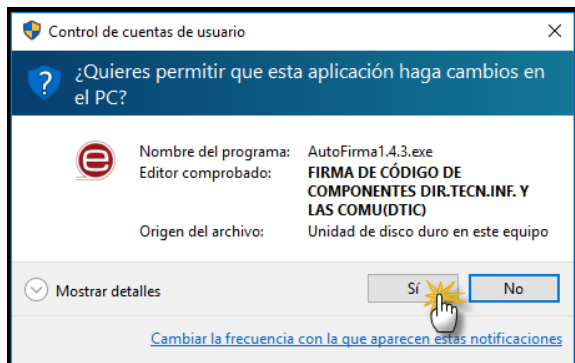 Control de cuentas de usuario
¿Quieres permitir que esta aplicación haga cambios en
el PC?
Nombre del programa: AutoFirma1.4.3.exe
Editor comprobado: FIRMA DE CÓDIGO DE
COMPONENTES DIR.TECN.INF. Y
LAS COMU(DTIC)
Origen del archivo: Unidad de disco duro en este equipo
Mostrar detalles
Sí
No
Cambiar la frecuencia con la que aparecen estas notificaciones